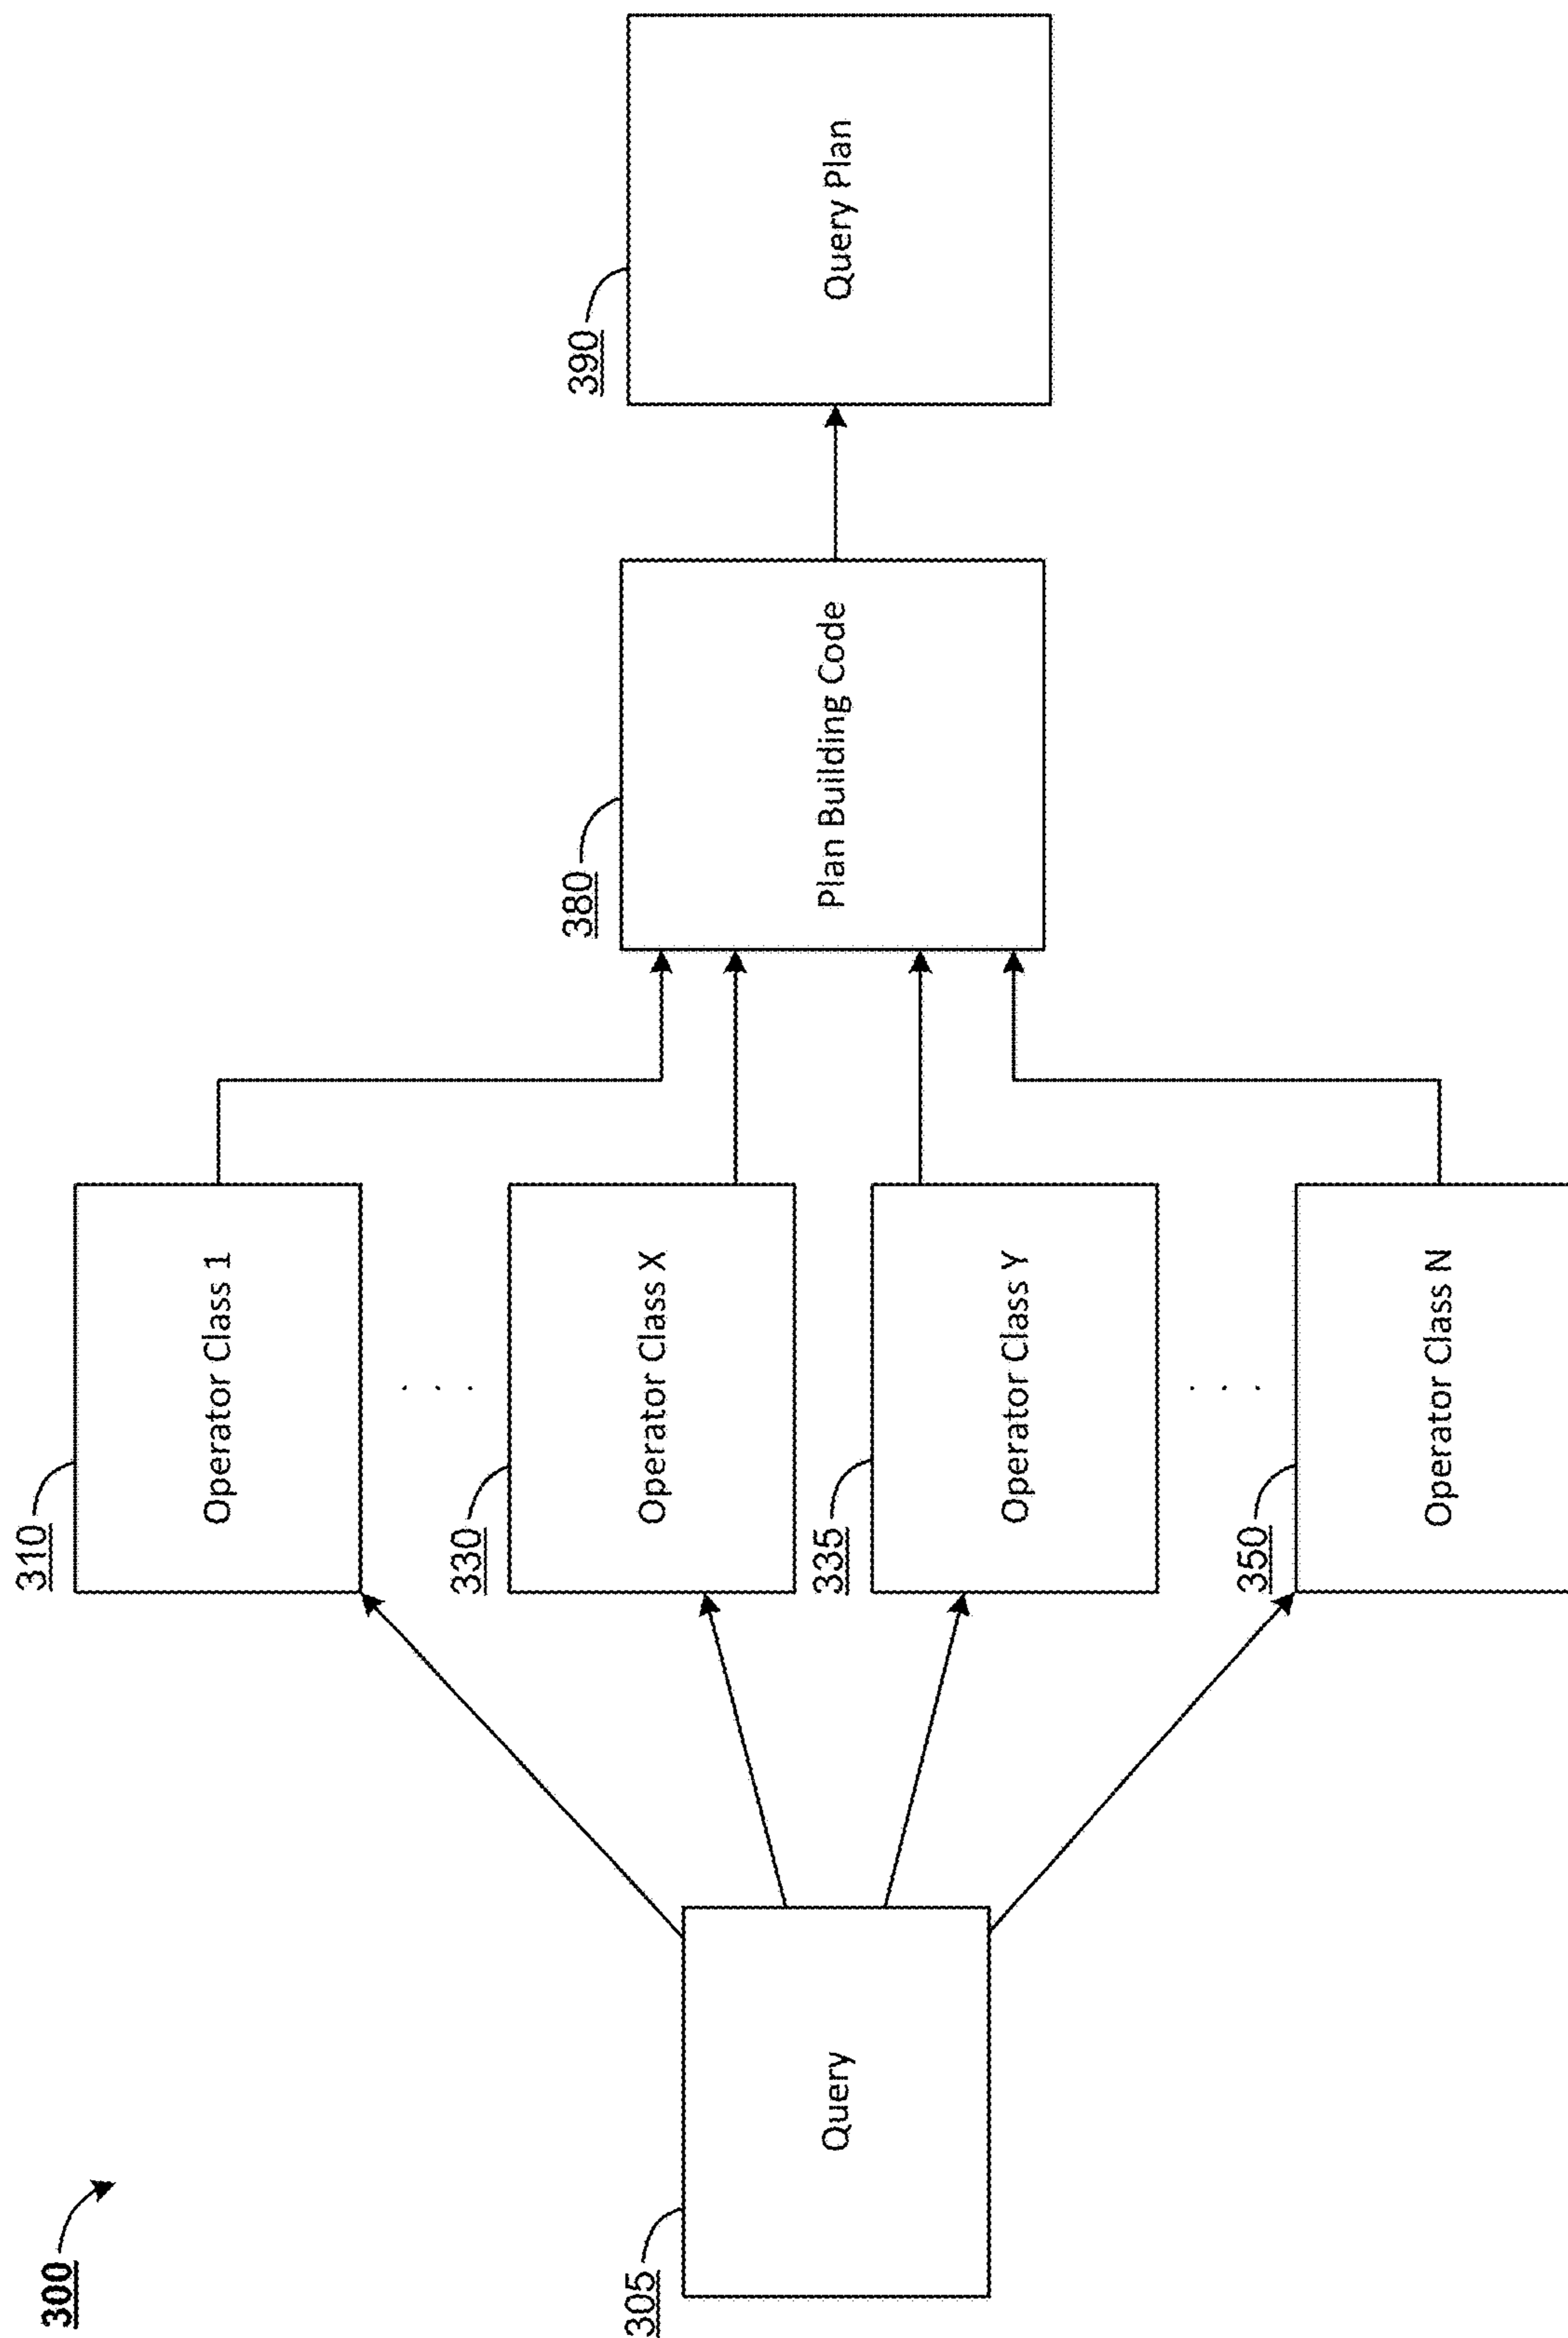 300
305
Query
310
Operator Class 1
. . .
330
Operator Class X
335
Operator Class Y
. . .
350
Operator Class N
380
Plan Building Code
390
Query Plan